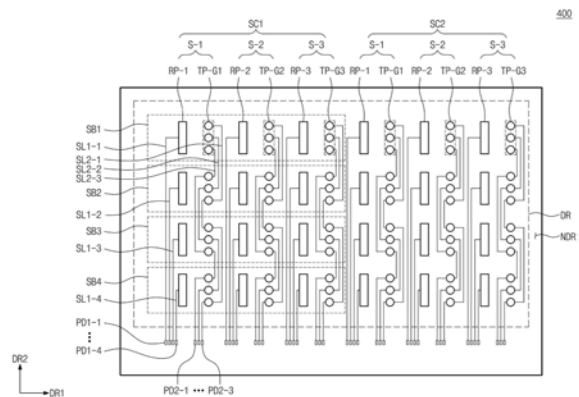 400
SC1 SC2
S-1 S-2 S-3 S-1 S-2 S-3
RP-1 TP-G1 RP-2 TP-G2 RP-3 TP-G3 RP-1 TP-G1 RP-2 TP-G2 RP-3 TP-G3
SB1
SL1-1
SL2-1
SL2-2
SL2-3
SB2
SL1-2
SB3
SL1-3
SB4
SL1-4
DR
NDR
PD1-1
PD1-4
PD2-1 ••• PD2-3
DR2
DR1